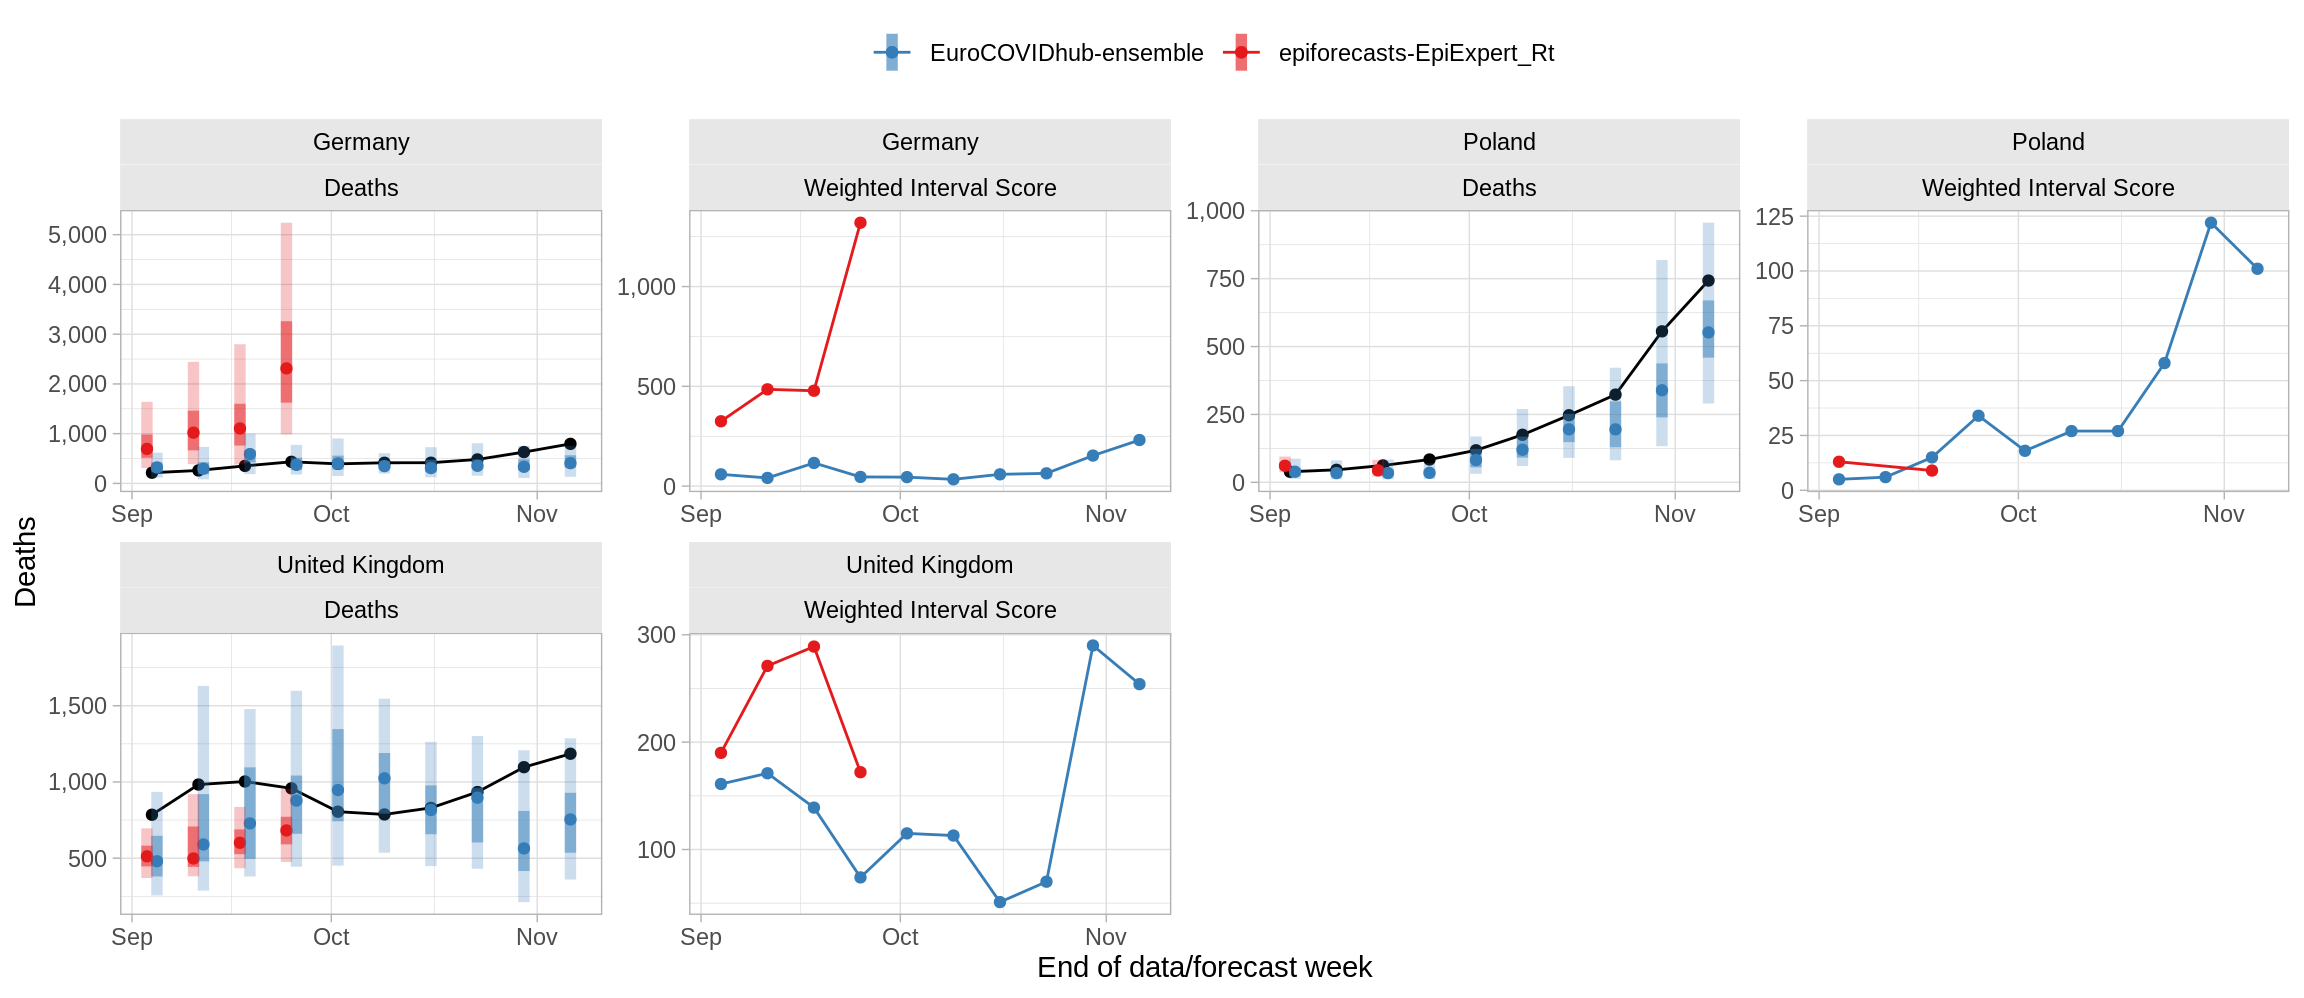 EuroCOVIDhub-ensemble epiforecasts-EpiExpert_Rt
Germany
Deaths
5,000
4,000
3,000
2,000
1,000
0
Sep Oct Nov
Germany
Weighted Interval Score
1,000
500
0
Sep Oct Nov
Poland
Deaths
1,000
750
500
250
0
Sep Oct Nov
Poland
Weighted Interval Score
125
100
75
50
25
0
Sep Oct Nov
Deaths
United Kingdom
Deaths
1,500
1,000
500
Sep Oct Nov
United Kingdom
Weighted Interval Score
300
200
100
Sep Oct Nov
End of data/forecast week